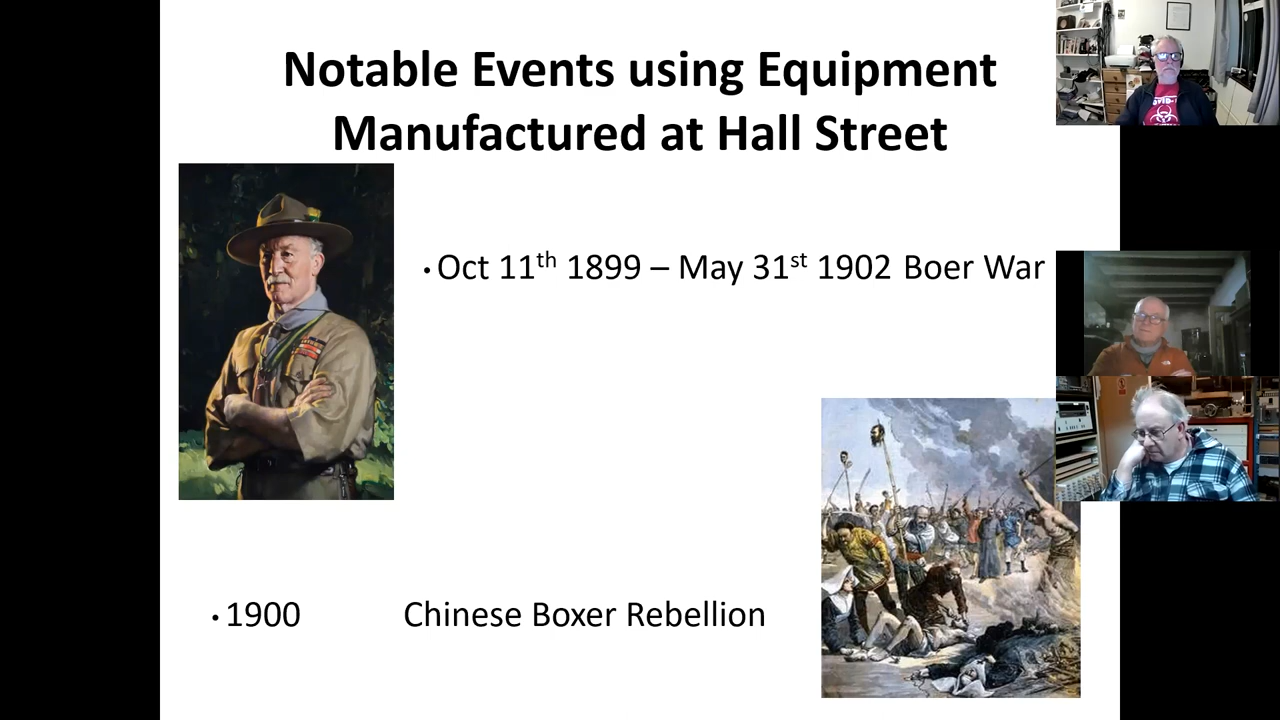 Notable Events using Equipment
Manufactured at Hall Street
• Oct 11th 1899 – May 31st 1902 Boer War
• 1900 Chinese Boxer Rebellion